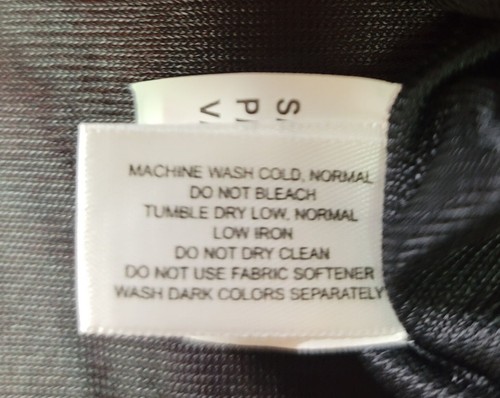 MACHINE WASH COLD, NORMAL
DO NOT BLEACH
TUMBLE DRY LOW, NORMAL
LOW IRON
DO NOT DRY CLEAN
DO NOT USE FABRIC SOFTENER
WASH DARK COLORS SEPARATELY